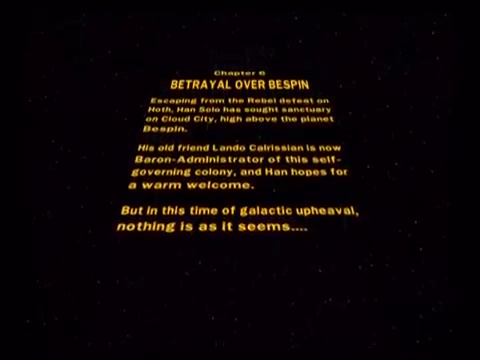 Chapter 6
BETRAYAL OVER BESPIN
Escaping from the Rebel defeat on
Hoth, Han Solo has sought sanctuary
on Cloud City, high above the planet
Bespin.
His old friend Lando Calrissian is now
Baron-Administrator of this self-
governing colony, and Han hopes for
a warm welcome.
But in this time of galactic upheaval,
nothing is as it seems....